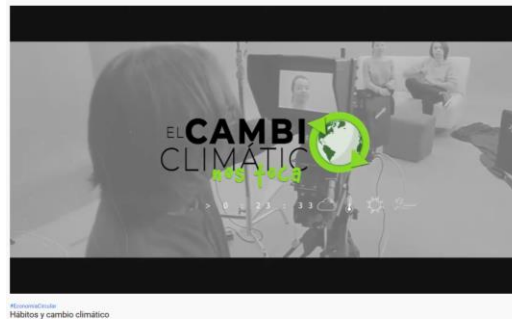 EL CAMBI
CLIMÁTIC
nos toca
> 0 : 23 : 33
#EconomiaCircular
Hábitos y cambio climático